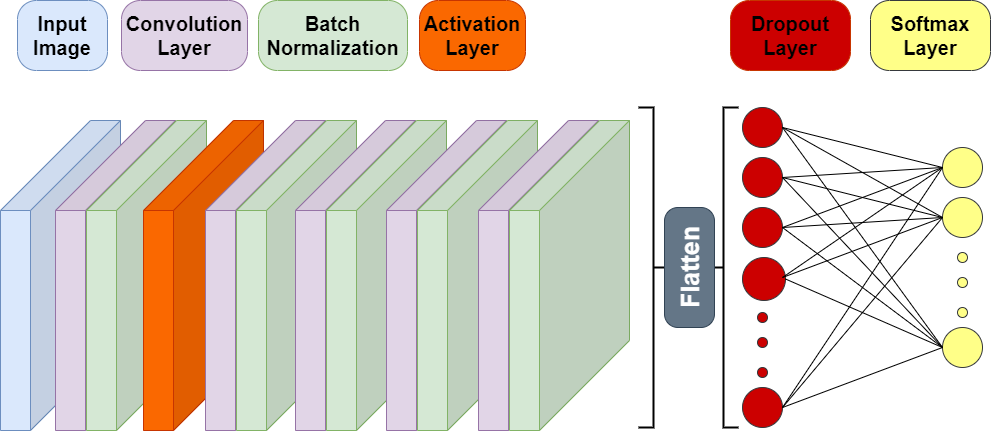 Input
Image
Convolution
Layer
Batch
Normalization
Activation
Layer
Dropout
Layer
Softmax
Layer
Flatten